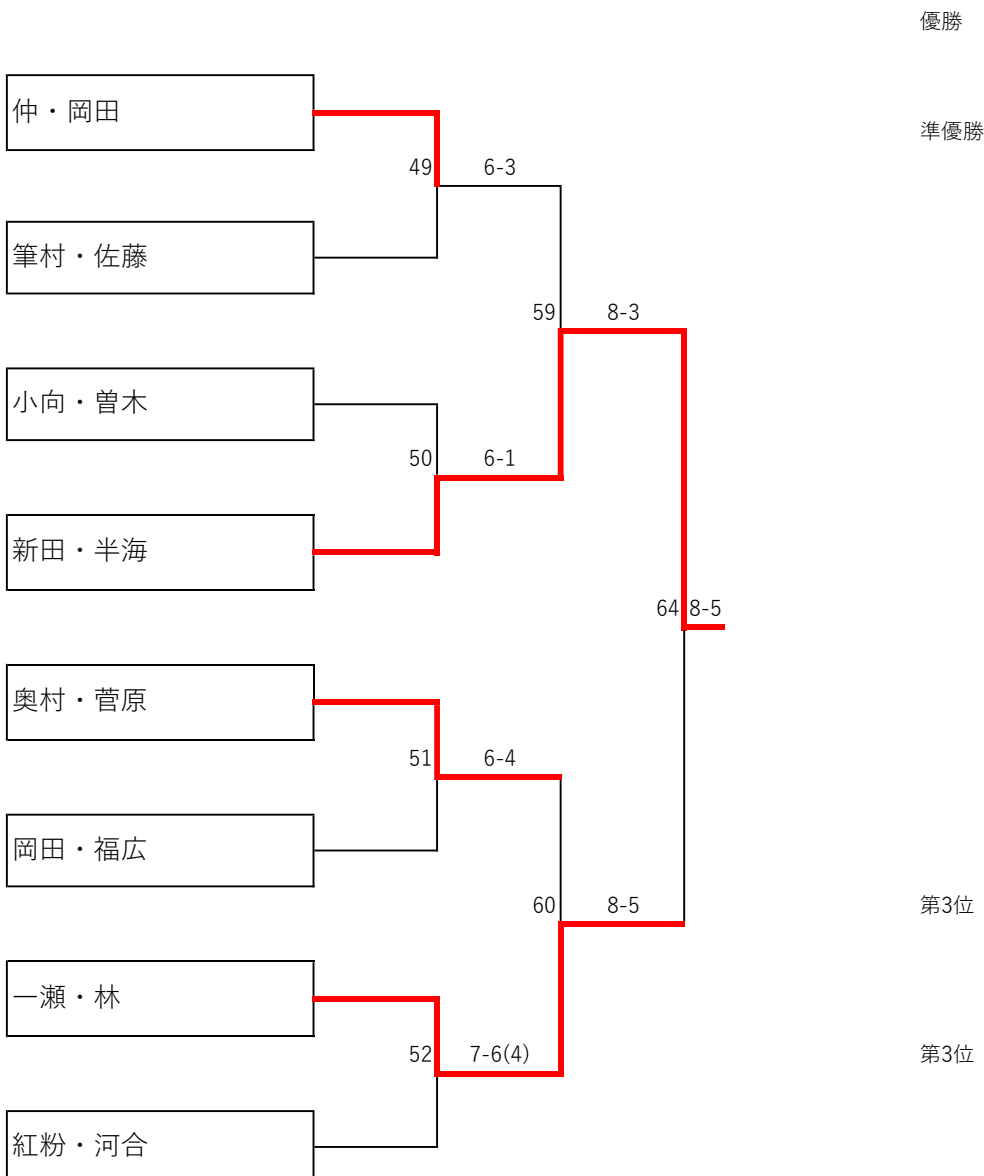 優勝
仲・岡田
準優勝
49 6-3
筆村・佐藤
59 8-3
小向・曽木
50 6-1
新田・半海
64 8-5
奥村・菅原
51 6-4
岡田・福広
60 8-5
第3位
一瀬・林
52 7-6(4)
第3位
紅粉・河合